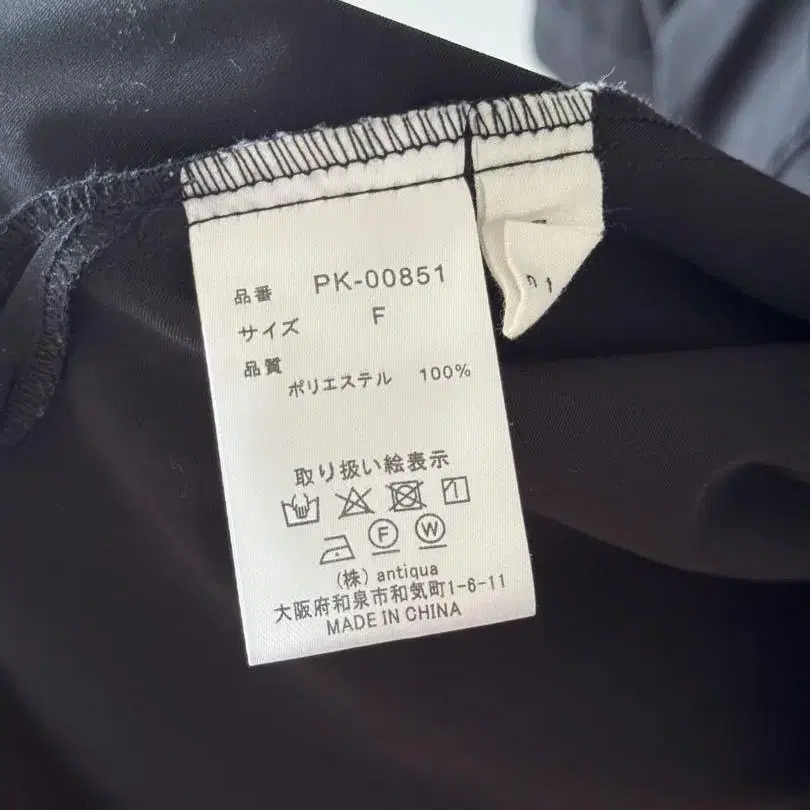 品番 PK-00851
サイズ F
品質
ポリエステル 100%
取り扱い絵表示
F W
(株) antiqua
大阪府和泉市和気町1-6-11
MADE IN CHINA